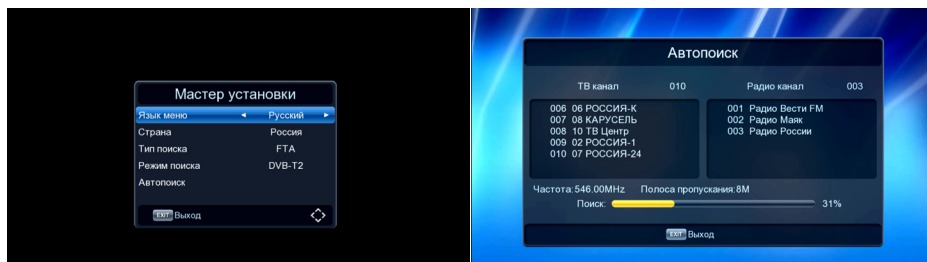 Мастер установки
Язык меню Русский
Страна Россия
Тип поиска FTA
Режим поиска DVB-T2
Автопоиск
EXIT Выход
Автопоиск
ТВ канал 010 Радио канал 003
006 06 РОССИЯ-К 001 Радио Вести FM
007 08 КАРУСЕЛЬ 002 Радио Маяк
008 10 ТВ Центр 003 Радио России
009 02 РОССИЯ-1
010 07 РОССИЯ-24
Частота:546.00MHz Полоса пропускания:8M
Поиск: 31%
EXIT Выход